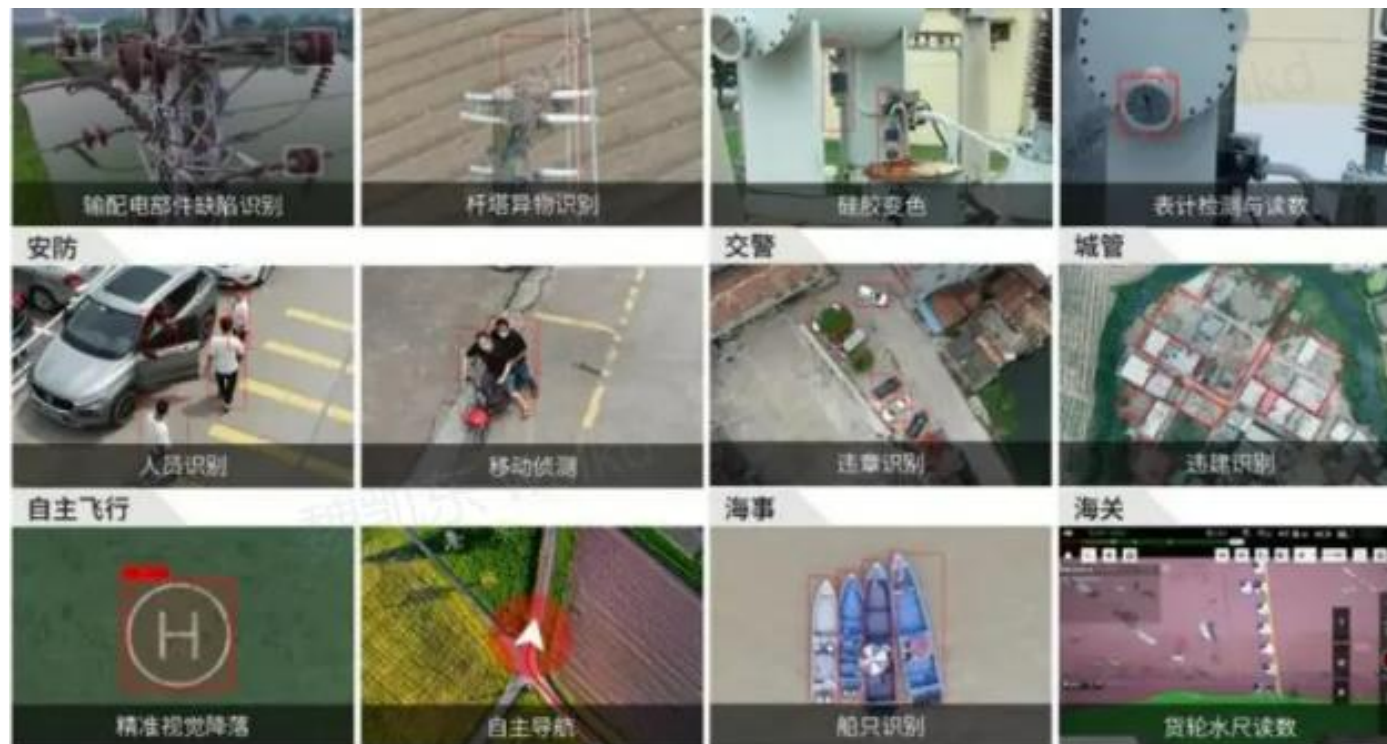 输配电部件缺陷识别
杆塔异物识别
硅胶变色
表计检测与读数
安防
交警
城管
人员识别
移动侦测
违章识别
违建识别
自主飞行
海事
海关
H
精准视觉降落
自主导航
船只识别
货轮水尺读数